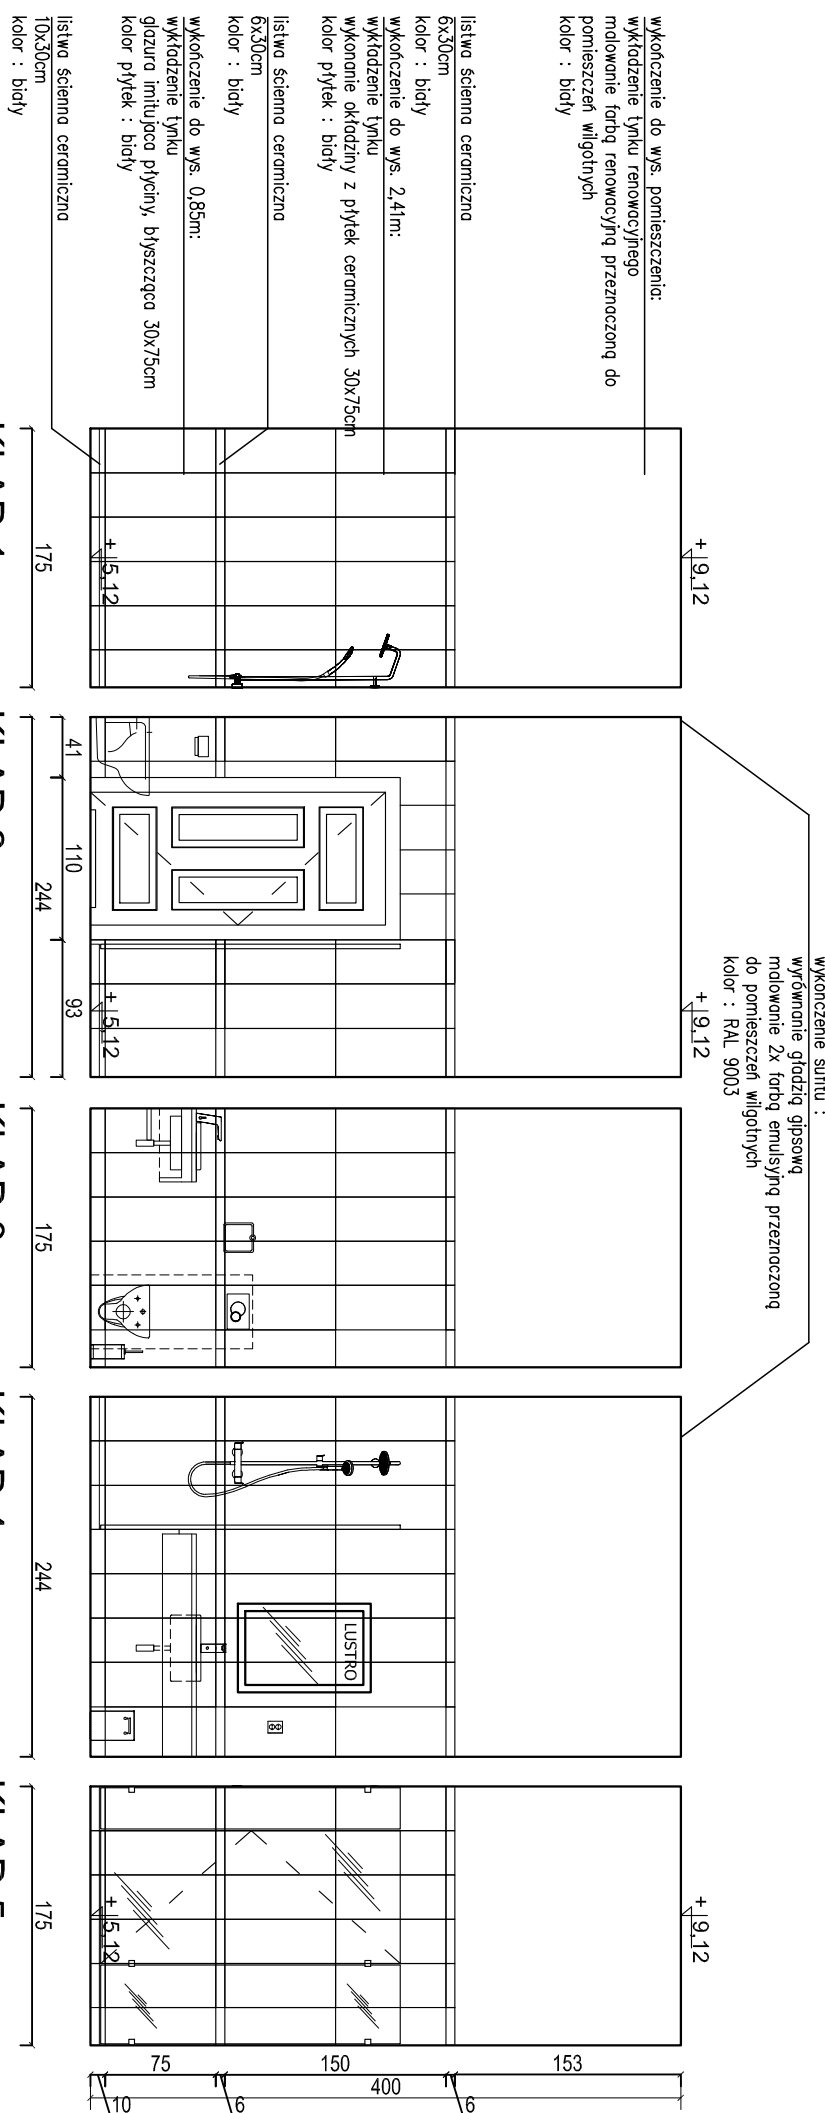 wykończenie sufitu :
wyrównanie gładzią gipsową
malowanie 2x farbą emulsyjną przeznaczoną
do pomieszczeń wilgotnych
kolor : RAL 9003
wykończenie do wys. pomieszczenia:
wykładzenie tynku renowacyjnego
malowanie farbą renowacyjną przeznaczoną do
pomieszczeń wilgotnych
kolor : biały
listwa ścienna ceramiczna
6x30cm
kolor : biały
wykończenie do wys. 2,41m:
wykładzenie tynku
wykonanie okładziny z płytek ceramicznych 30x75cm
kolor płytek : biały
listwa ścienna ceramiczna
6x30cm
kolor : biały
wykończenie do wys. 0,85m:
wykładzenie tynku
glazura imitująca płyciny, błyszcząca 30x75cm
kolor płytek : biały
listwa ścienna ceramiczna
10x30cm
kolor : biały
+ 9,12
+ 9,12
+ 9,12
LUSTRO
+ 5,12
+ 5,12
+ 5,12
153
6
150
400
6
75
10
41
110
93
175
244
175
244
175